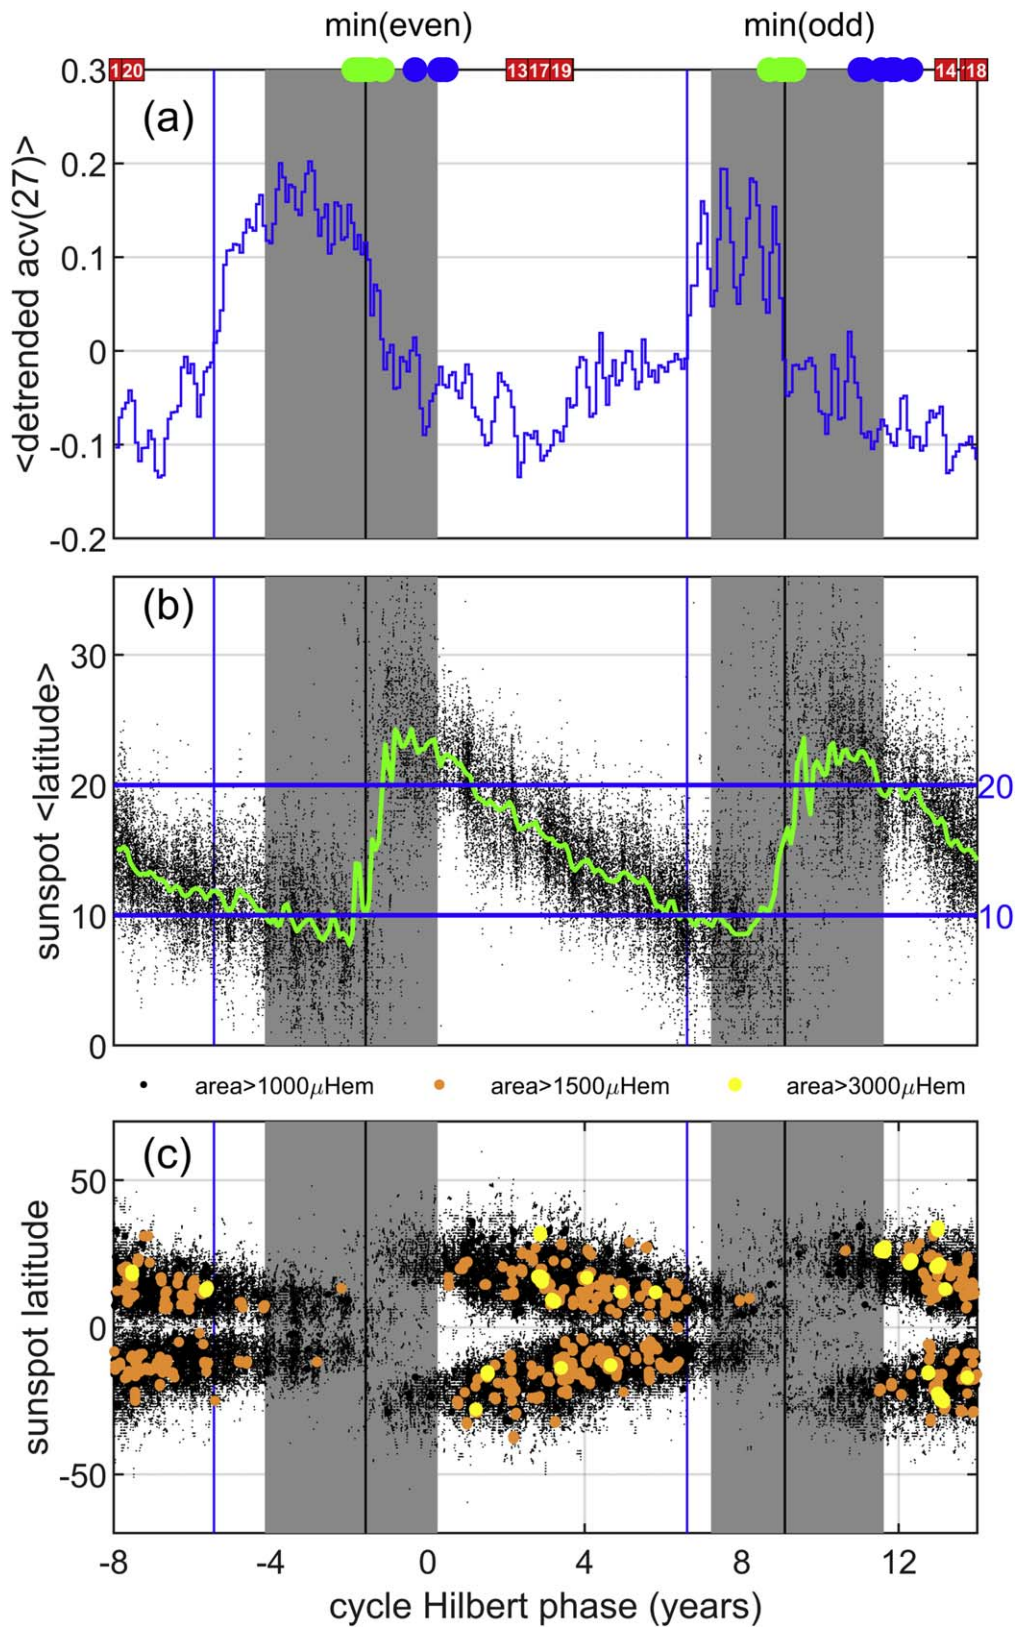 min(even) min(odd)
120 131719 14 18
0.3
(a)
0.2
0.1
0
-0.1
-0.2
<detrended acv(27)>
(b)
30
20 20
10 10
0
sunspot <latitude>
area>1000μHem area>1500μHem area>3000μHem
(c)
50
0
-50
sunspot latitude
-8 -4 0 4 8 12
cycle Hilbert phase (years)